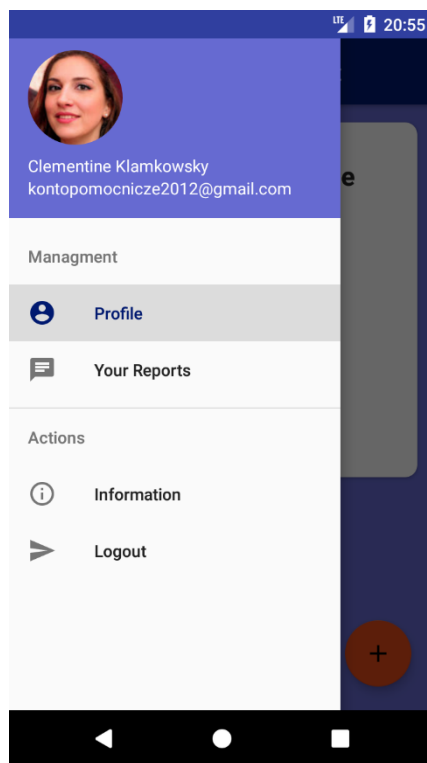 LTE 20:55
Clementine Klamkowsky
kontopomocnicze2012@gmail.com
e
Managment
Profile
Your Reports
Actions
Information
Logout
+